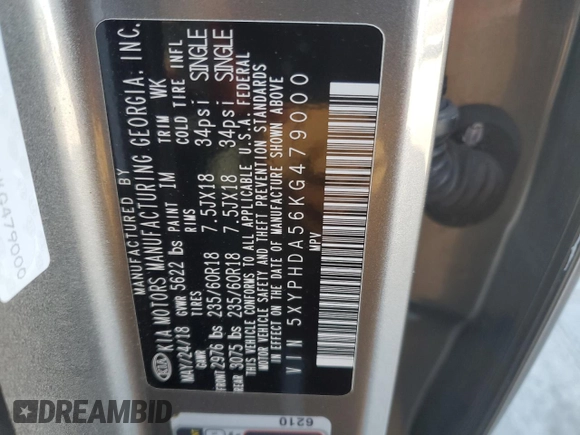 KIA
KIA MOTORS MANUFACTURING GEORGIA. INC.
MAY/24/18 GVWR 5622 lbs PAINT IM TRIM WK
GAWR TIRES RIMS COLD TIRE INFL
FRONT 2976 lbs 235/60R18 7.5JX18 34psi SINGLE
REAR 3075 lbs 235/60R18 7.5JX18 34psi SINGLE
THIS VEHICLE CONFORMS TO ALL APPLICABLE U.S.A. FEDERAL
MOTOR VEHICLE SAFETY AND THEFT PREVENTION STANDARDS
IN EFFECT ON THE DATE OF MANUFACTURE SHOWN ABOVE
VIN 5XYPHDA56KG479000
MPV
6210
DREAMBID